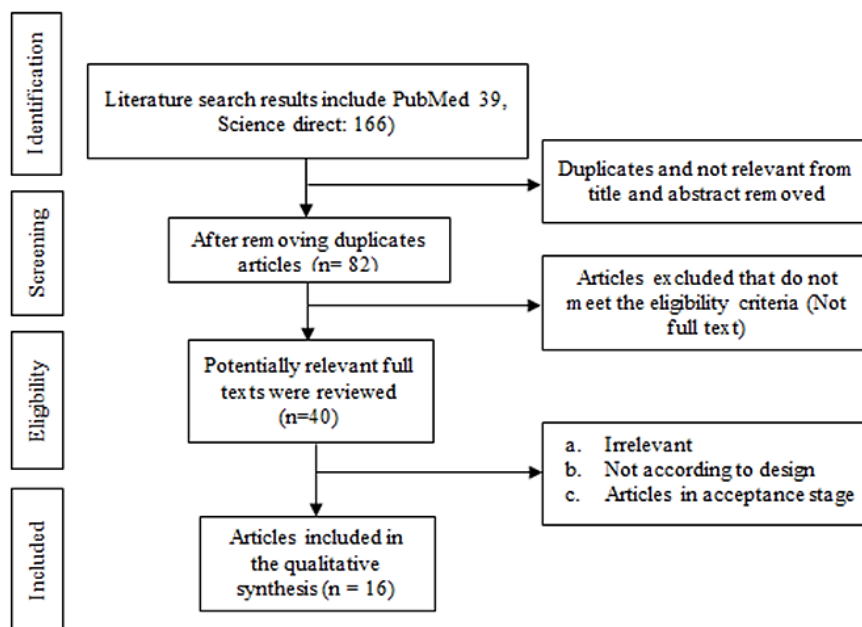 Identification
Literature search results include PubMed 39,
Science direct: 166)
Duplicates and not relevant from
title and abstract removed
Screening
After removing duplicates
articles (n= 82)
Articles excluded that do not
meet the eligibility criteria (Not
full text)
Eligibility
Potentially relevant full
texts were reviewed
(n=40)
a. Irrelevant
b. Not according to design
c. Articles in acceptance stage
Included
Articles included in
the qualitative
synthesis (n = 16)